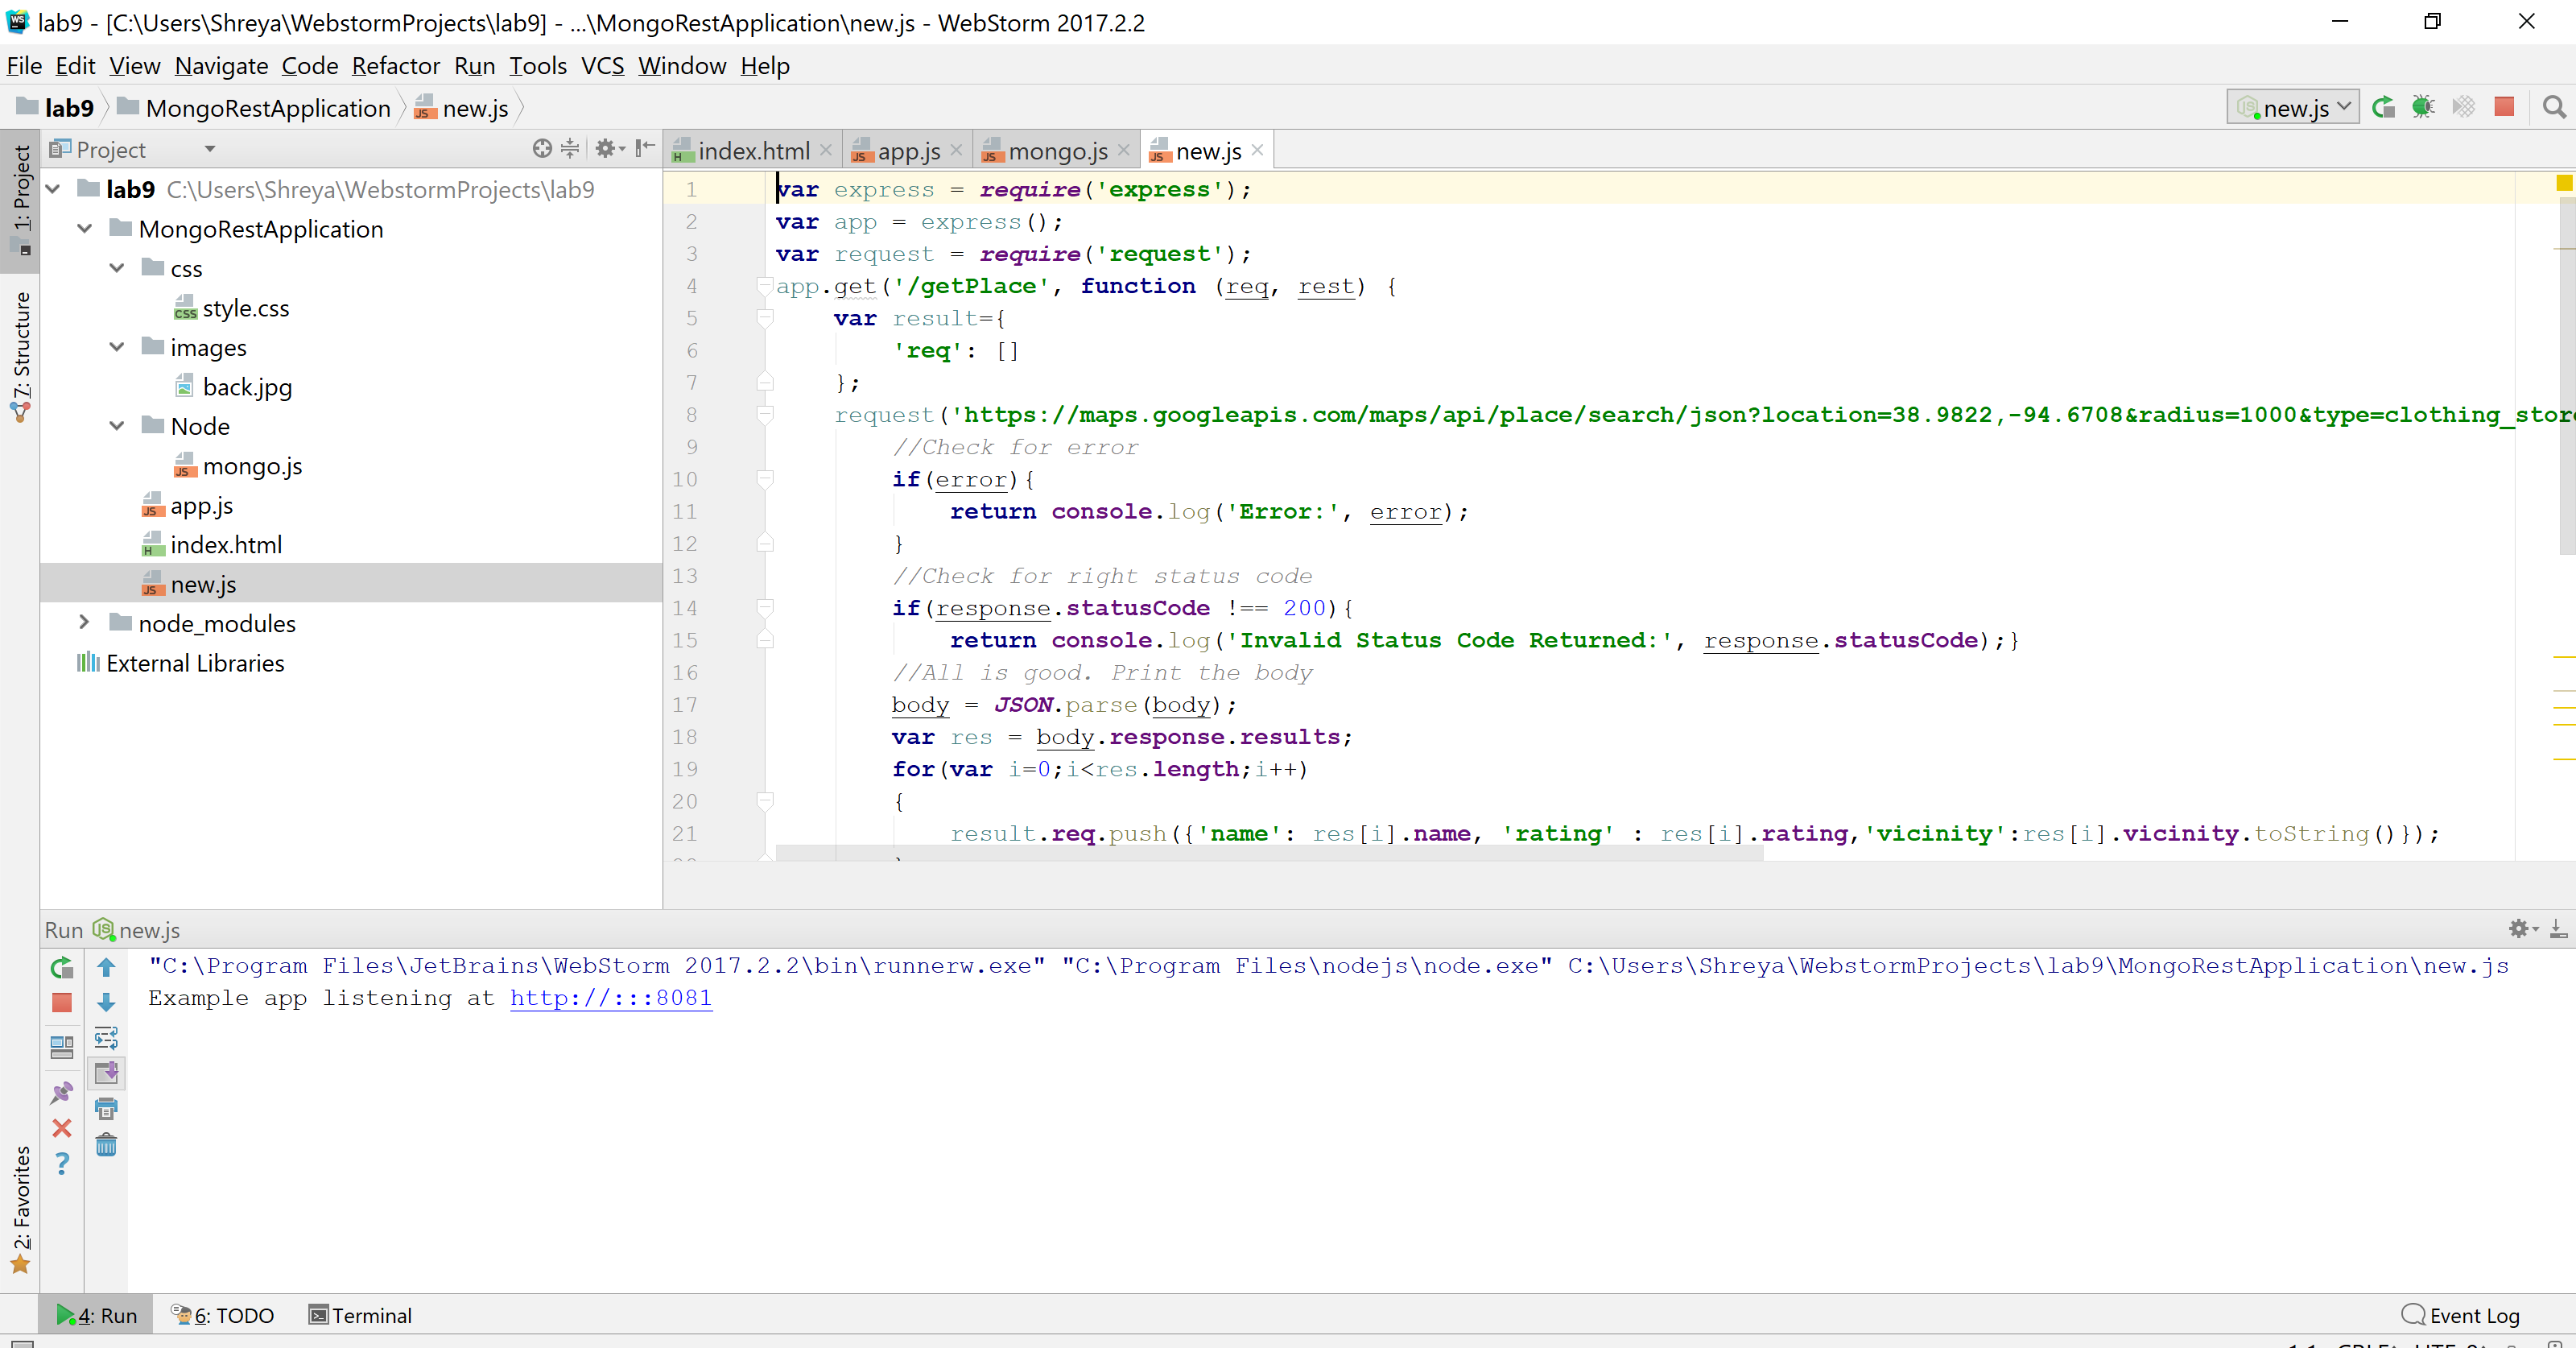 lab9 - [C:\Users\Shreya\WebstormProjects\lab9] - ...\MongoRestApplication\new.js - WebStorm 2017.2.2
File Edit View Navigate Code Refactor Run Tools VCS Window Help
lab9 MongoRestApplication new.js new.js
1: Project
7: Structure
2: Favorites
Project
lab9 C:\Users\Shreya\WebstormProjects\lab9
MongoRestApplication
css
style.css
images
back.jpg
Node
mongo.js
app.js
index.html
new.js
node_modules
External Libraries
index.html app.js mongo.js new.js
1 var express = require('express');
2 var app = express();
3 var request = require('request');
4 app.get('/getPlace', function (req, rest) {
5 var result={
6 'req': []
7 };
8 request('https://maps.googleapis.com/maps/api/place/search/json?location=38.9822,-94.6708&radius=1000&type=clothing_stor
9 //Check for error
10 if(error){
11 return console.log('Error:', error);
12 }
13 //Check for right status code
14 if(response.statusCode !== 200){
15 return console.log('Invalid Status Code Returned:', response.statusCode);}
16 //All is good. Print the body
17 body = JSON.parse(body);
18 var res = body.response.results;
19 for(var i=0;i<res.length;i++)
20 {
21 result.req.push({'name': res[i].name, 'rating' : res[i].rating,'vicinity':res[i].vicinity.toString()});
Run new.js
"C:\Program Files\JetBrains\WebStorm 2017.2.2\bin\runnerw.exe" "C:\Program Files\nodejs\node.exe" C:\Users\Shreya\WebstormProjects\lab9\MongoRestApplication\new.js
Example app listening at http://:::8081
4: Run 6: TODO Terminal Event Log